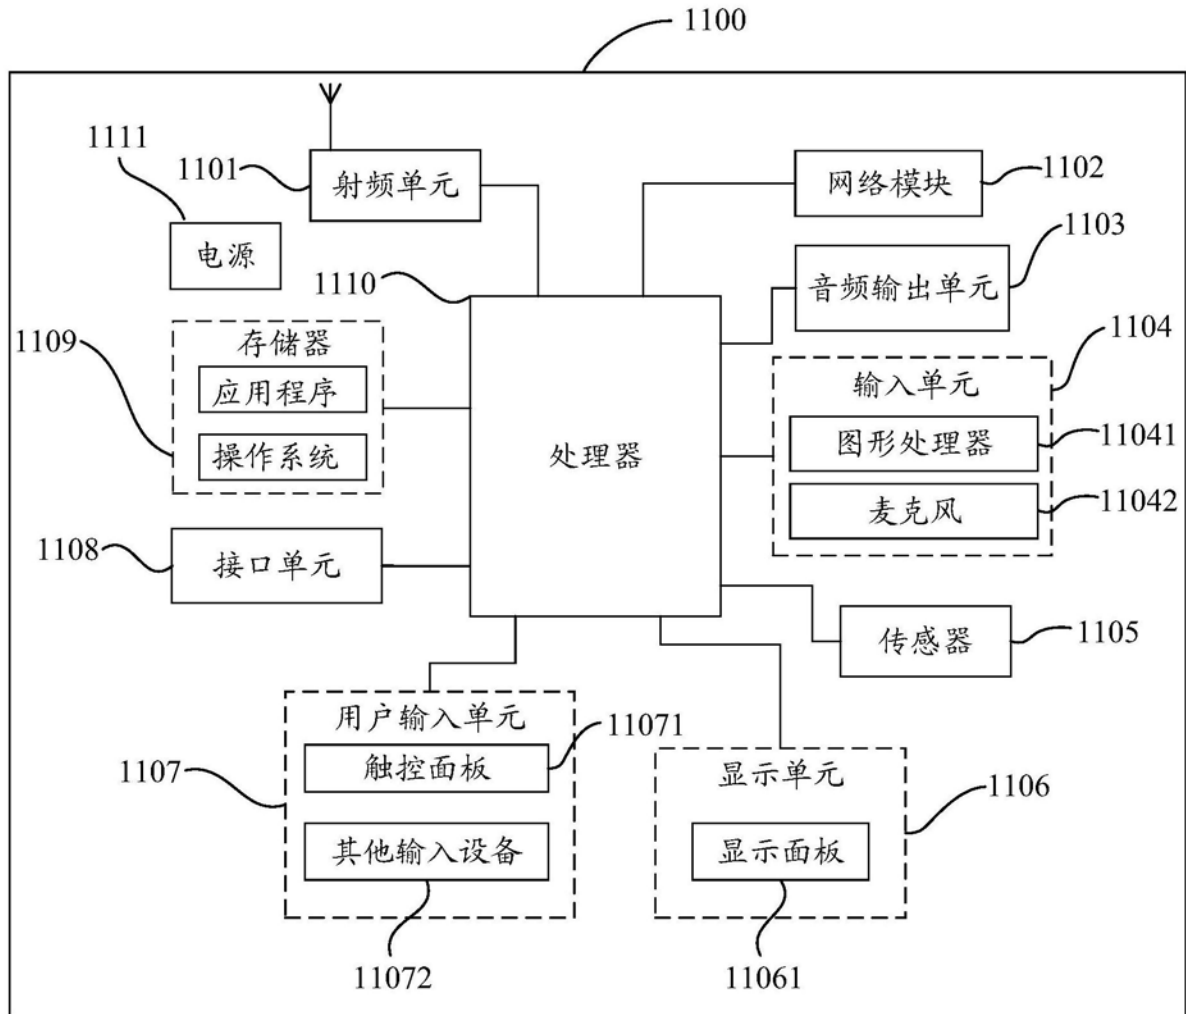 1100
1111
1101
射频单元
网络模块
1102
电源
1103
音频输出单元
1110
1109
存储器
应用程序
操作系统
处理器
1104
输入单元
图形处理器
11041
麦克风
11042
1108
接口单元
传感器
1105
用户输入单元
11071
触控面板
1107
其他输入设备
11072
显示单元
1106
显示面板
11061